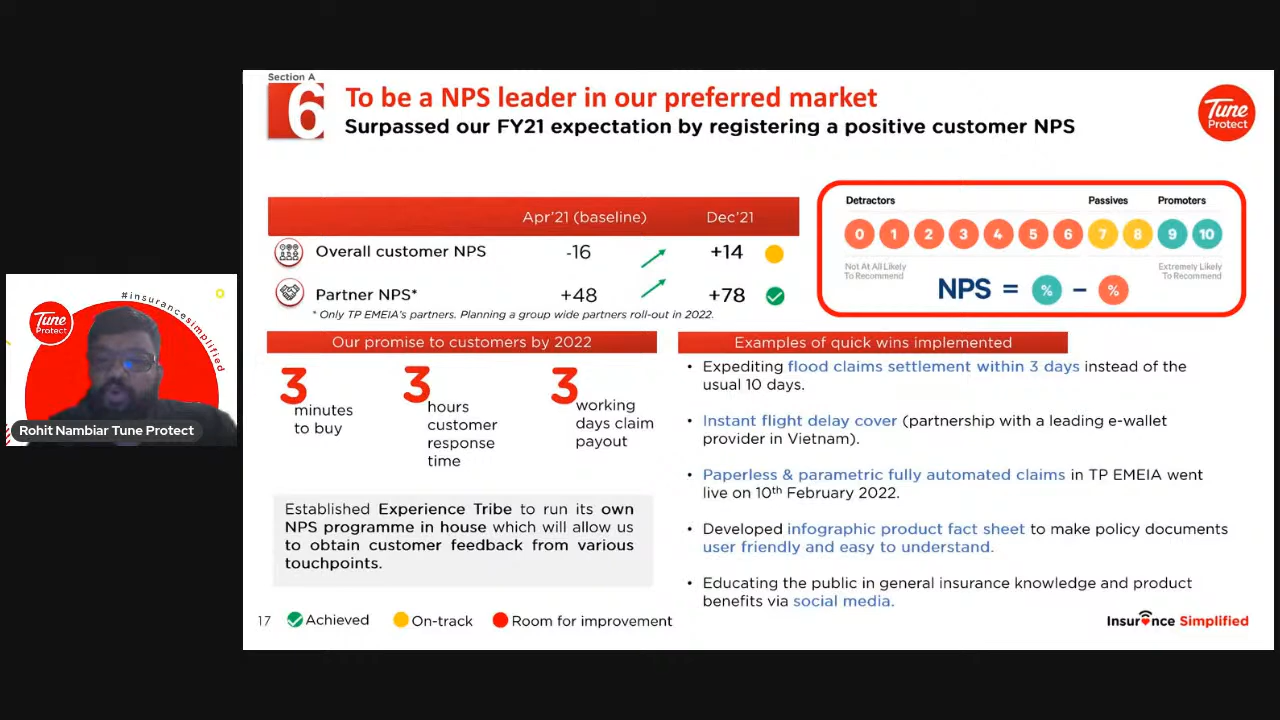 Section A
6
To be a NPS leader in our preferred market
Surpassed our FY21 expectation by registering a positive customer NPS
Tune
Protect
Apr'21 (baseline) Dec'21
Overall customer NPS -16 +14
Partner NPS* +48 +78
* Only TP EMEIA's partners. Planning a group wide partners roll-out in 2022.
Detractors Passives Promoters
0 1 2 3 4 5 6 7 8 9 10
Not At All Likely
To Recommend
Extremely Likely
To Recommend
NPS = % – %
Our promise to customers by 2022
3
minutes
to buy
3
hours
customer
response
time
3
working
days claim
payout
Established Experience Tribe to run its own
NPS programme in house which will allow us
to obtain customer feedback from various
touchpoints.
Examples of quick wins implemented
• Expediting flood claims settlement within 3 days instead of the
usual 10 days.
• Instant flight delay cover (partnership with a leading e-wallet
provider in Vietnam).
• Paperless & parametric fully automated claims in TP EMEIA went
live on 10th February 2022.
• Developed infographic product fact sheet to make policy documents
user friendly and easy to understand.
• Educating the public in general insurance knowledge and product
benefits via social media.
17 Achieved On-track Room for improvement
Insurance Simplified
#insurancesimplified
Tune
Protect
Rohit Nambiar Tune Protect